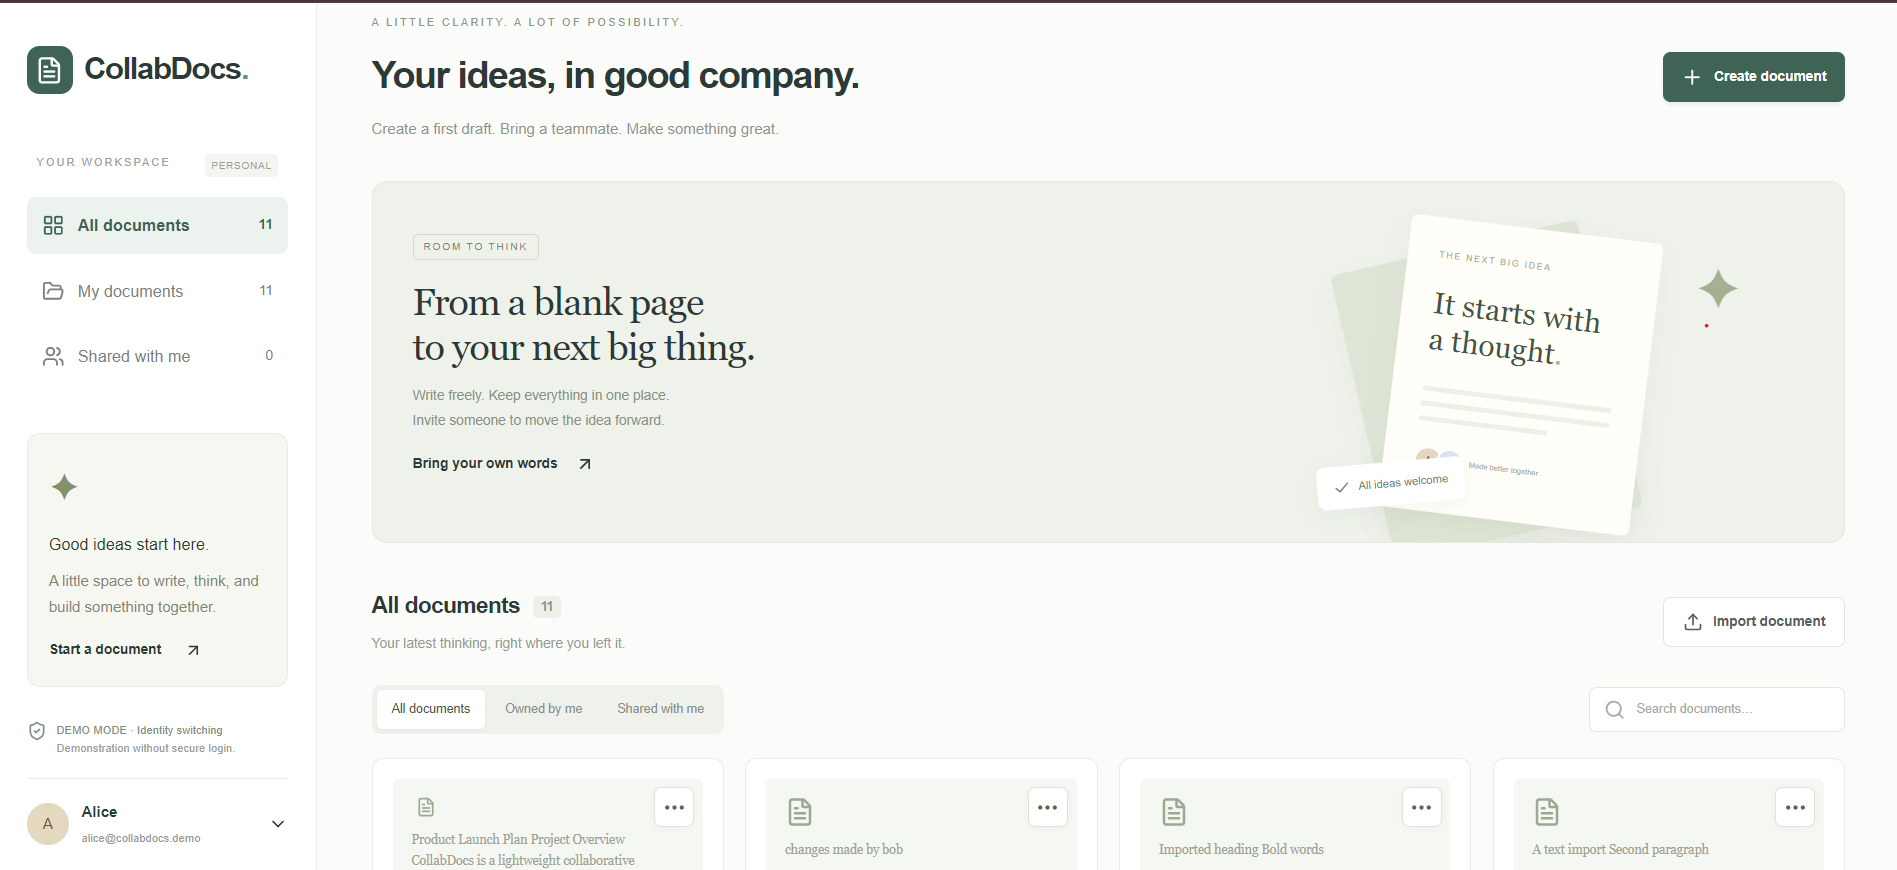 CollabDocs.
YOUR WORKSPACE
PERSONAL
All documents 11
My documents 11
Shared with me 0
Good ideas start here.
A little space to write, think, and
build something together.
Start a document
DEMO MODE · Identity switching
Demonstration without secure login.
A
Alice
alice@collabdocs.demo
A LITTLE CLARITY. A LOT OF POSSIBILITY.
Your ideas, in good company.
Create a first draft. Bring a teammate. Make something great.
Create document
ROOM TO THINK
From a blank page
to your next big thing.
Write freely. Keep everything in one place.
Invite someone to move the idea forward.
Bring your own words
THE NEXT BIG IDEA
It starts with
a thought.
Made better together
All ideas welcome
All documents 11
Your latest thinking, right where you left it.
Import document
All documents
Owned by me
Shared with me
Search documents...
Product Launch Plan Project Overview
CollabDocs is a lightweight collaborative
changes made by bob
Imported heading Bold words
A text import Second paragraph